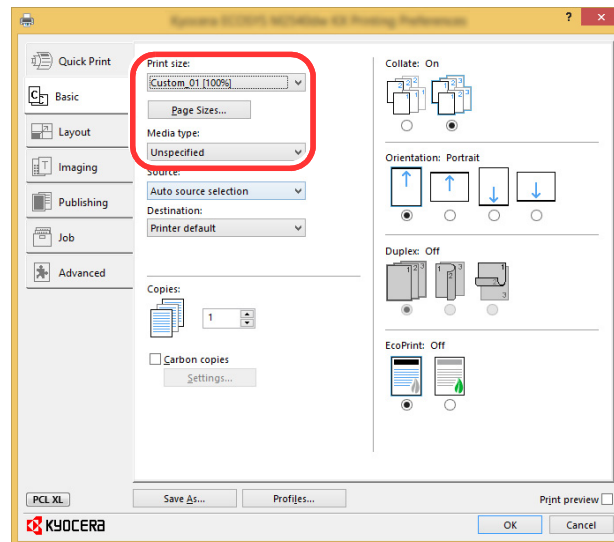 Kyocera ECOSYS M2540dw KX Printing Preferences
?
Quick Print
Basic
Layout
Imaging
Publishing
Job
Advanced
Print size:
Custom_01 [100%]
Page Sizes...
Media type:
Unspecified
Source:
Auto source selection
Destination:
Printer default
Copies:
1
Carbon copies
Settings...
Collate: On
Orientation: Portrait
Duplex: Off
EcoPrint: Off
PCL XL
Save As...
Profiles...
Print preview
KYOCERA
OK
Cancel